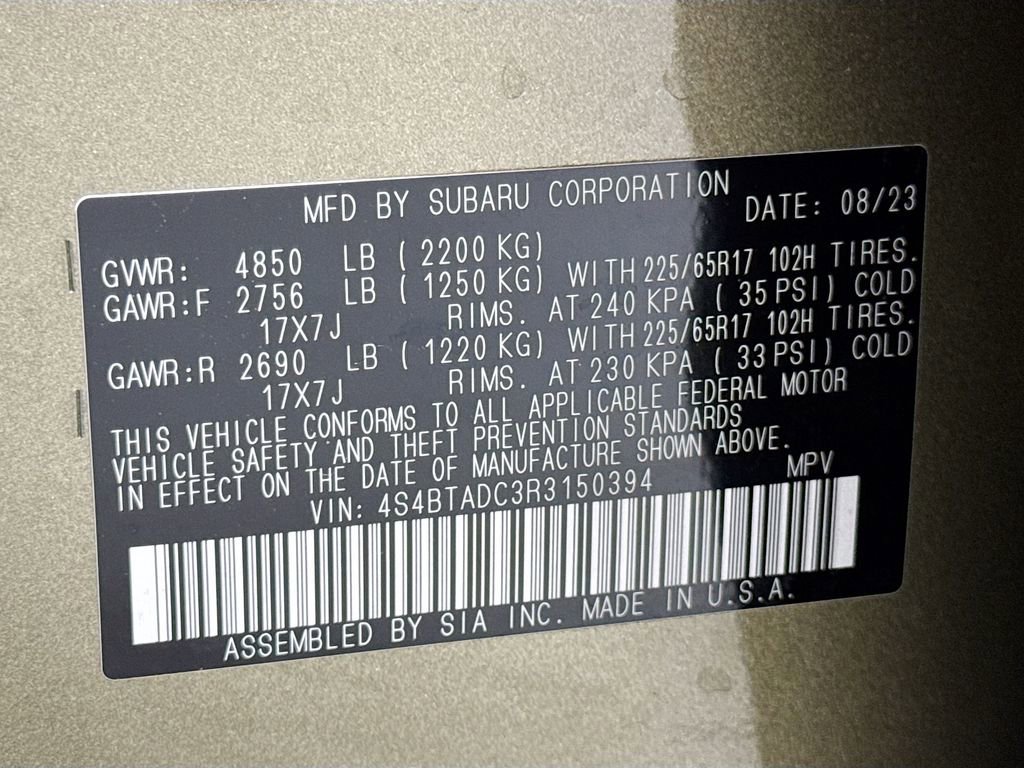 MFD BY SUBARU CORPORATION DATE: 08/23
GVWR: 4850 LB ( 2200 KG)
GAWR:F 2756 LB ( 1250 KG) WITH 225/65R17 102H TIRES.
17X7J RIMS. AT 240 KPA ( 35 PSI) COLD
GAWR:R 2690 LB ( 1220 KG) WITH 225/65R17 102H TIRES.
17X7J RIMS. AT 230 KPA ( 33 PSI) COLD
THIS VEHICLE CONFORMS TO ALL APPLICABLE FEDERAL MOTOR
VEHICLE SAFETY AND THEFT PREVENTION STANDARDS
IN EFFECT ON THE DATE OF MANUFACTURE SHOWN ABOVE.
VIN: 4S4BTADC3R3150394 MPV
ASSEMBLED BY SIA INC. MADE IN U.S.A.